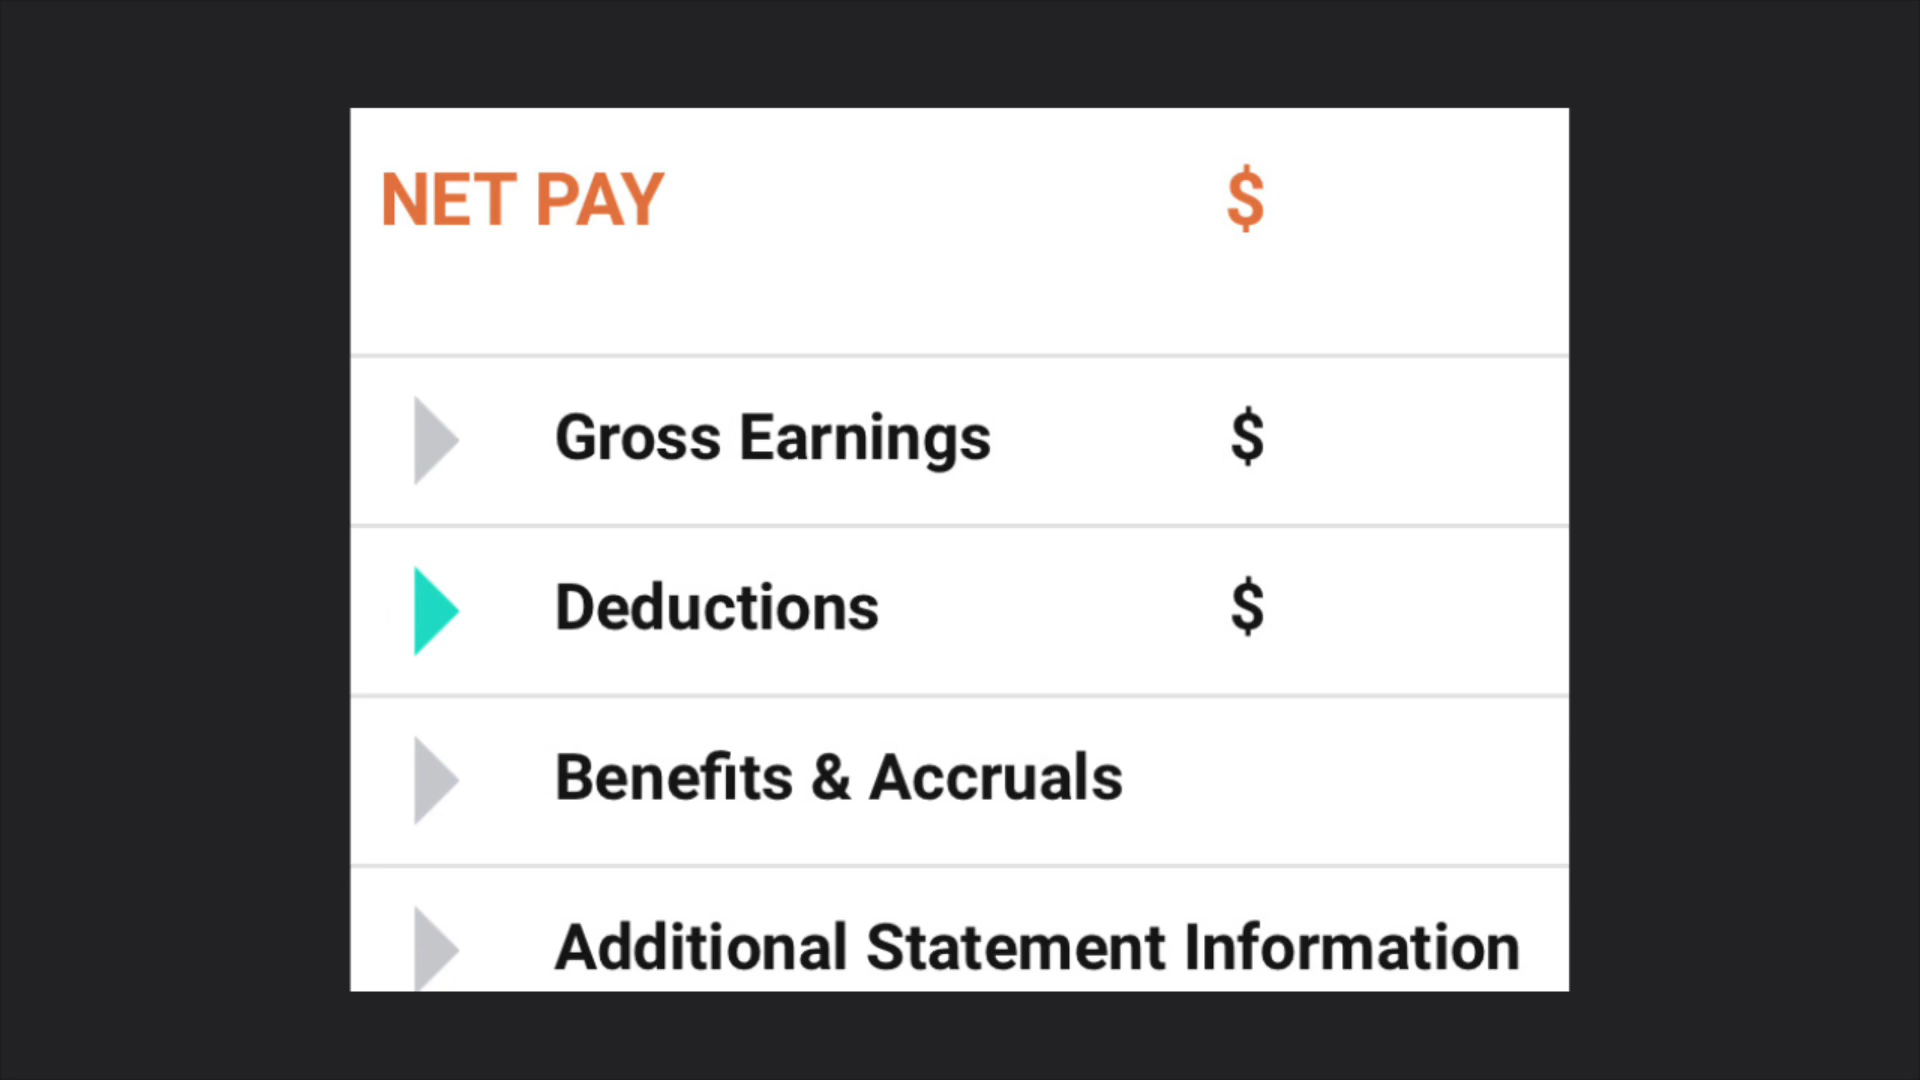 NET PAY $
Gross Earnings $
Deductions $
Benefits & Accruals
Additional Statement Information